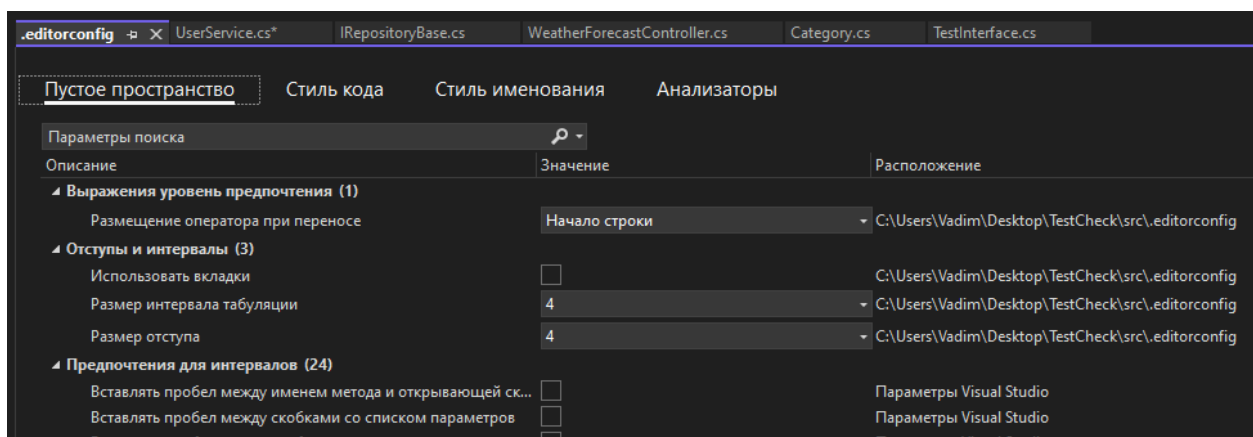 .editorconfig UserService.cs* IRepositoryBase.cs WeatherForecastController.cs Category.cs TestInterface.cs
Пустое пространство Стиль кода Стиль именования Анализаторы
Параметры поиска
Описание Значение Расположение
Выражения уровень предпочтения (1)
Размещение оператора при переносе Начало строки C:\Users\Vadim\Desktop\TestCheck\src\.editorconfig
Отступы и интервалы (3)
Использовать вкладки C:\Users\Vadim\Desktop\TestCheck\src\.editorconfig
Размер интервала табуляции 4 C:\Users\Vadim\Desktop\TestCheck\src\.editorconfig
Размер отступа 4 C:\Users\Vadim\Desktop\TestCheck\src\.editorconfig
Предпочтения для интервалов (24)
Вставлять пробел между именем метода и открывающей ск... Параметры Visual Studio
Вставлять пробел между скобками со списком параметров Параметры Visual Studio